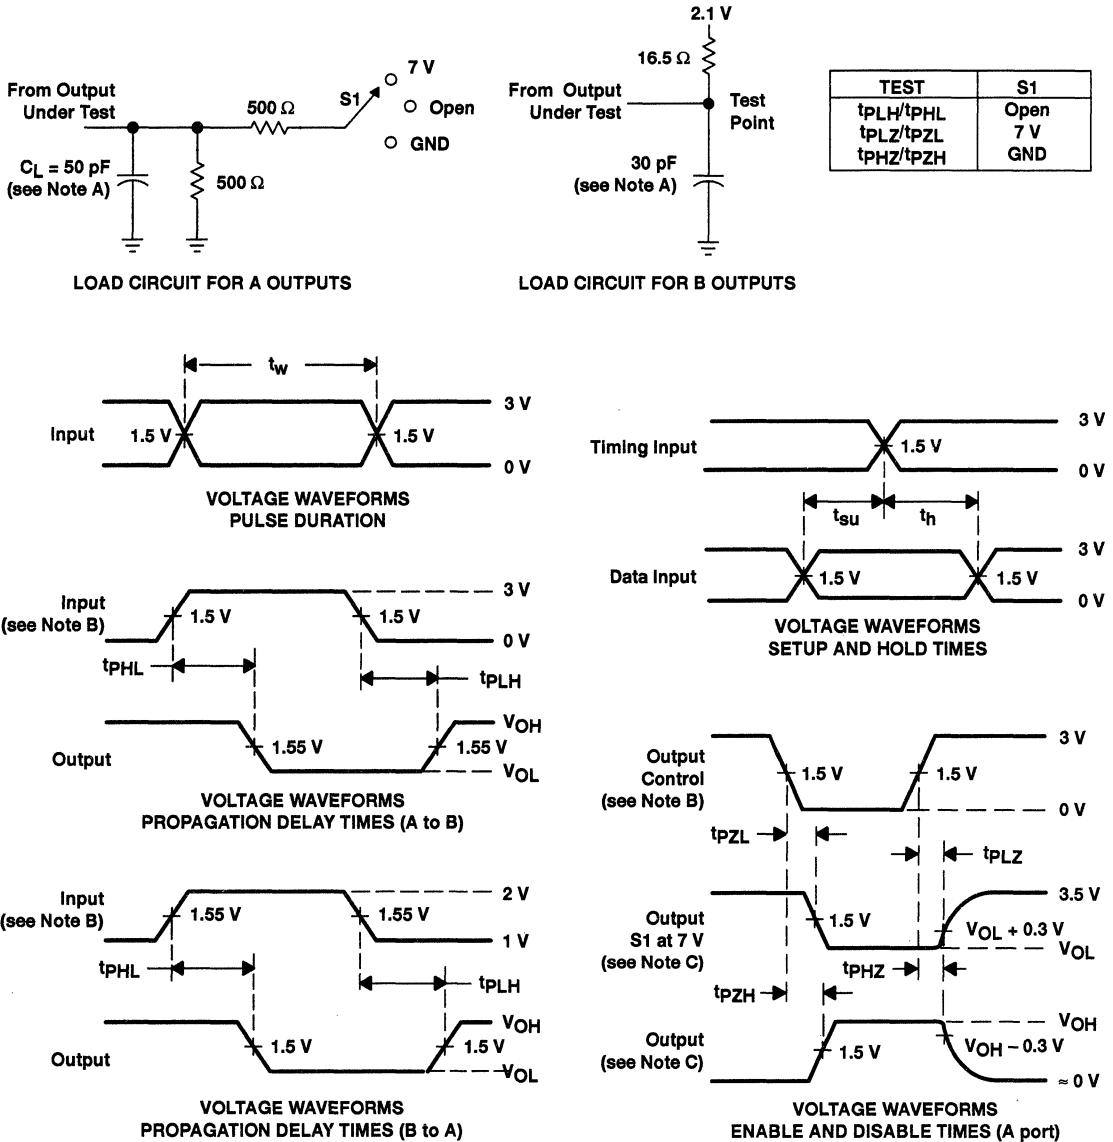 From Output
Under Test
500 Ω
S1
7 V
Open
GND
CL = 50 pF
(see Note A)
500 Ω
LOAD CIRCUIT FOR A OUTPUTS
2.1 V
16.5 Ω
From Output
Under Test
Test
Point
30 pF
(see Note A)
LOAD CIRCUIT FOR B OUTPUTS
TEST S1
tPLH/tPHL Open
tPLZ/tPZL 7 V
tPHZ/tPZH GND
tw
3 V
Input 1.5 V 1.5 V
0 V
VOLTAGE WAVEFORMS
PULSE DURATION
3 V
Timing Input 1.5 V
0 V
tsu th
3 V
Data Input 1.5 V 1.5 V
0 V
VOLTAGE WAVEFORMS
SETUP AND HOLD TIMES
3 V
Input
(see Note B)
1.5 V 1.5 V
0 V
tPHL
tPLH
VOH
Output 1.55 V 1.55 V
VOL
VOLTAGE WAVEFORMS
PROPAGATION DELAY TIMES (A to B)
2 V
Input
(see Note B)
1.55 V 1.55 V
1 V
tPHL
tPLH
VOH
Output 1.5 V 1.5 V
VOL
VOLTAGE WAVEFORMS
PROPAGATION DELAY TIMES (B to A)
3 V
Output
Control
(see Note B)
1.5 V 1.5 V
0 V
tPZL
tPLZ
3.5 V
Output
S1 at 7 V
(see Note C)
1.5 V
VOL + 0.3 V
VOL
tPHZ
tPZH
VOH
Output
(see Note C)
1.5 V
VOH − 0.3 V
≈ 0 V
VOLTAGE WAVEFORMS
ENABLE AND DISABLE TIMES (A port)